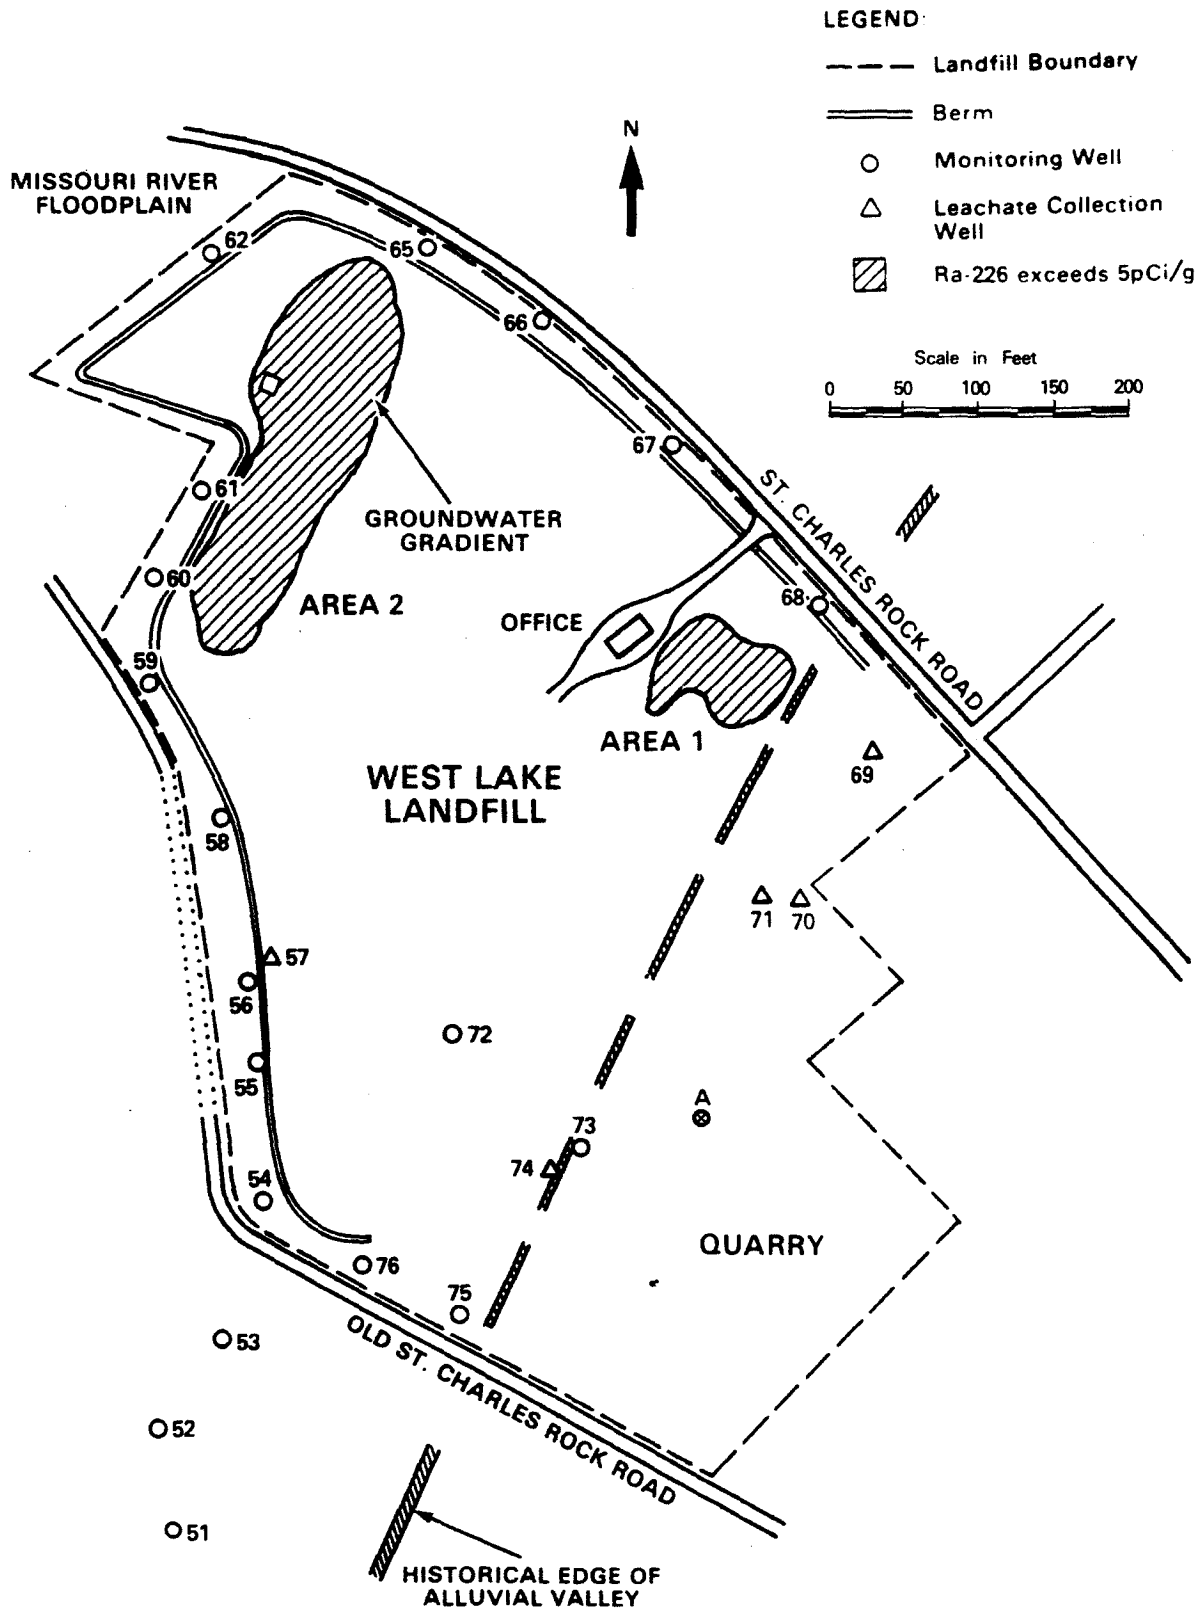 LEGEND
Landfill Boundary
Berm
Monitoring Well
Leachate Collection
Well
Ra-226 exceeds 5pCi/g
Scale in Feet
0 50 100 150 200
N
MISSOURI RIVER
FLOODPLAIN
62
65
66
67
61
GROUNDWATER
GRADIENT
ST. CHARLES ROCK ROAD
60
AREA 2
68
OFFICE
59
AREA 1
69
WEST LAKE
LANDFILL
58
71
70
57
56
72
55
A
73
74
54
QUARRY
76
75
53
OLD ST. CHARLES ROCK ROAD
52
51
HISTORICAL EDGE OF
ALLUVIAL VALLEY